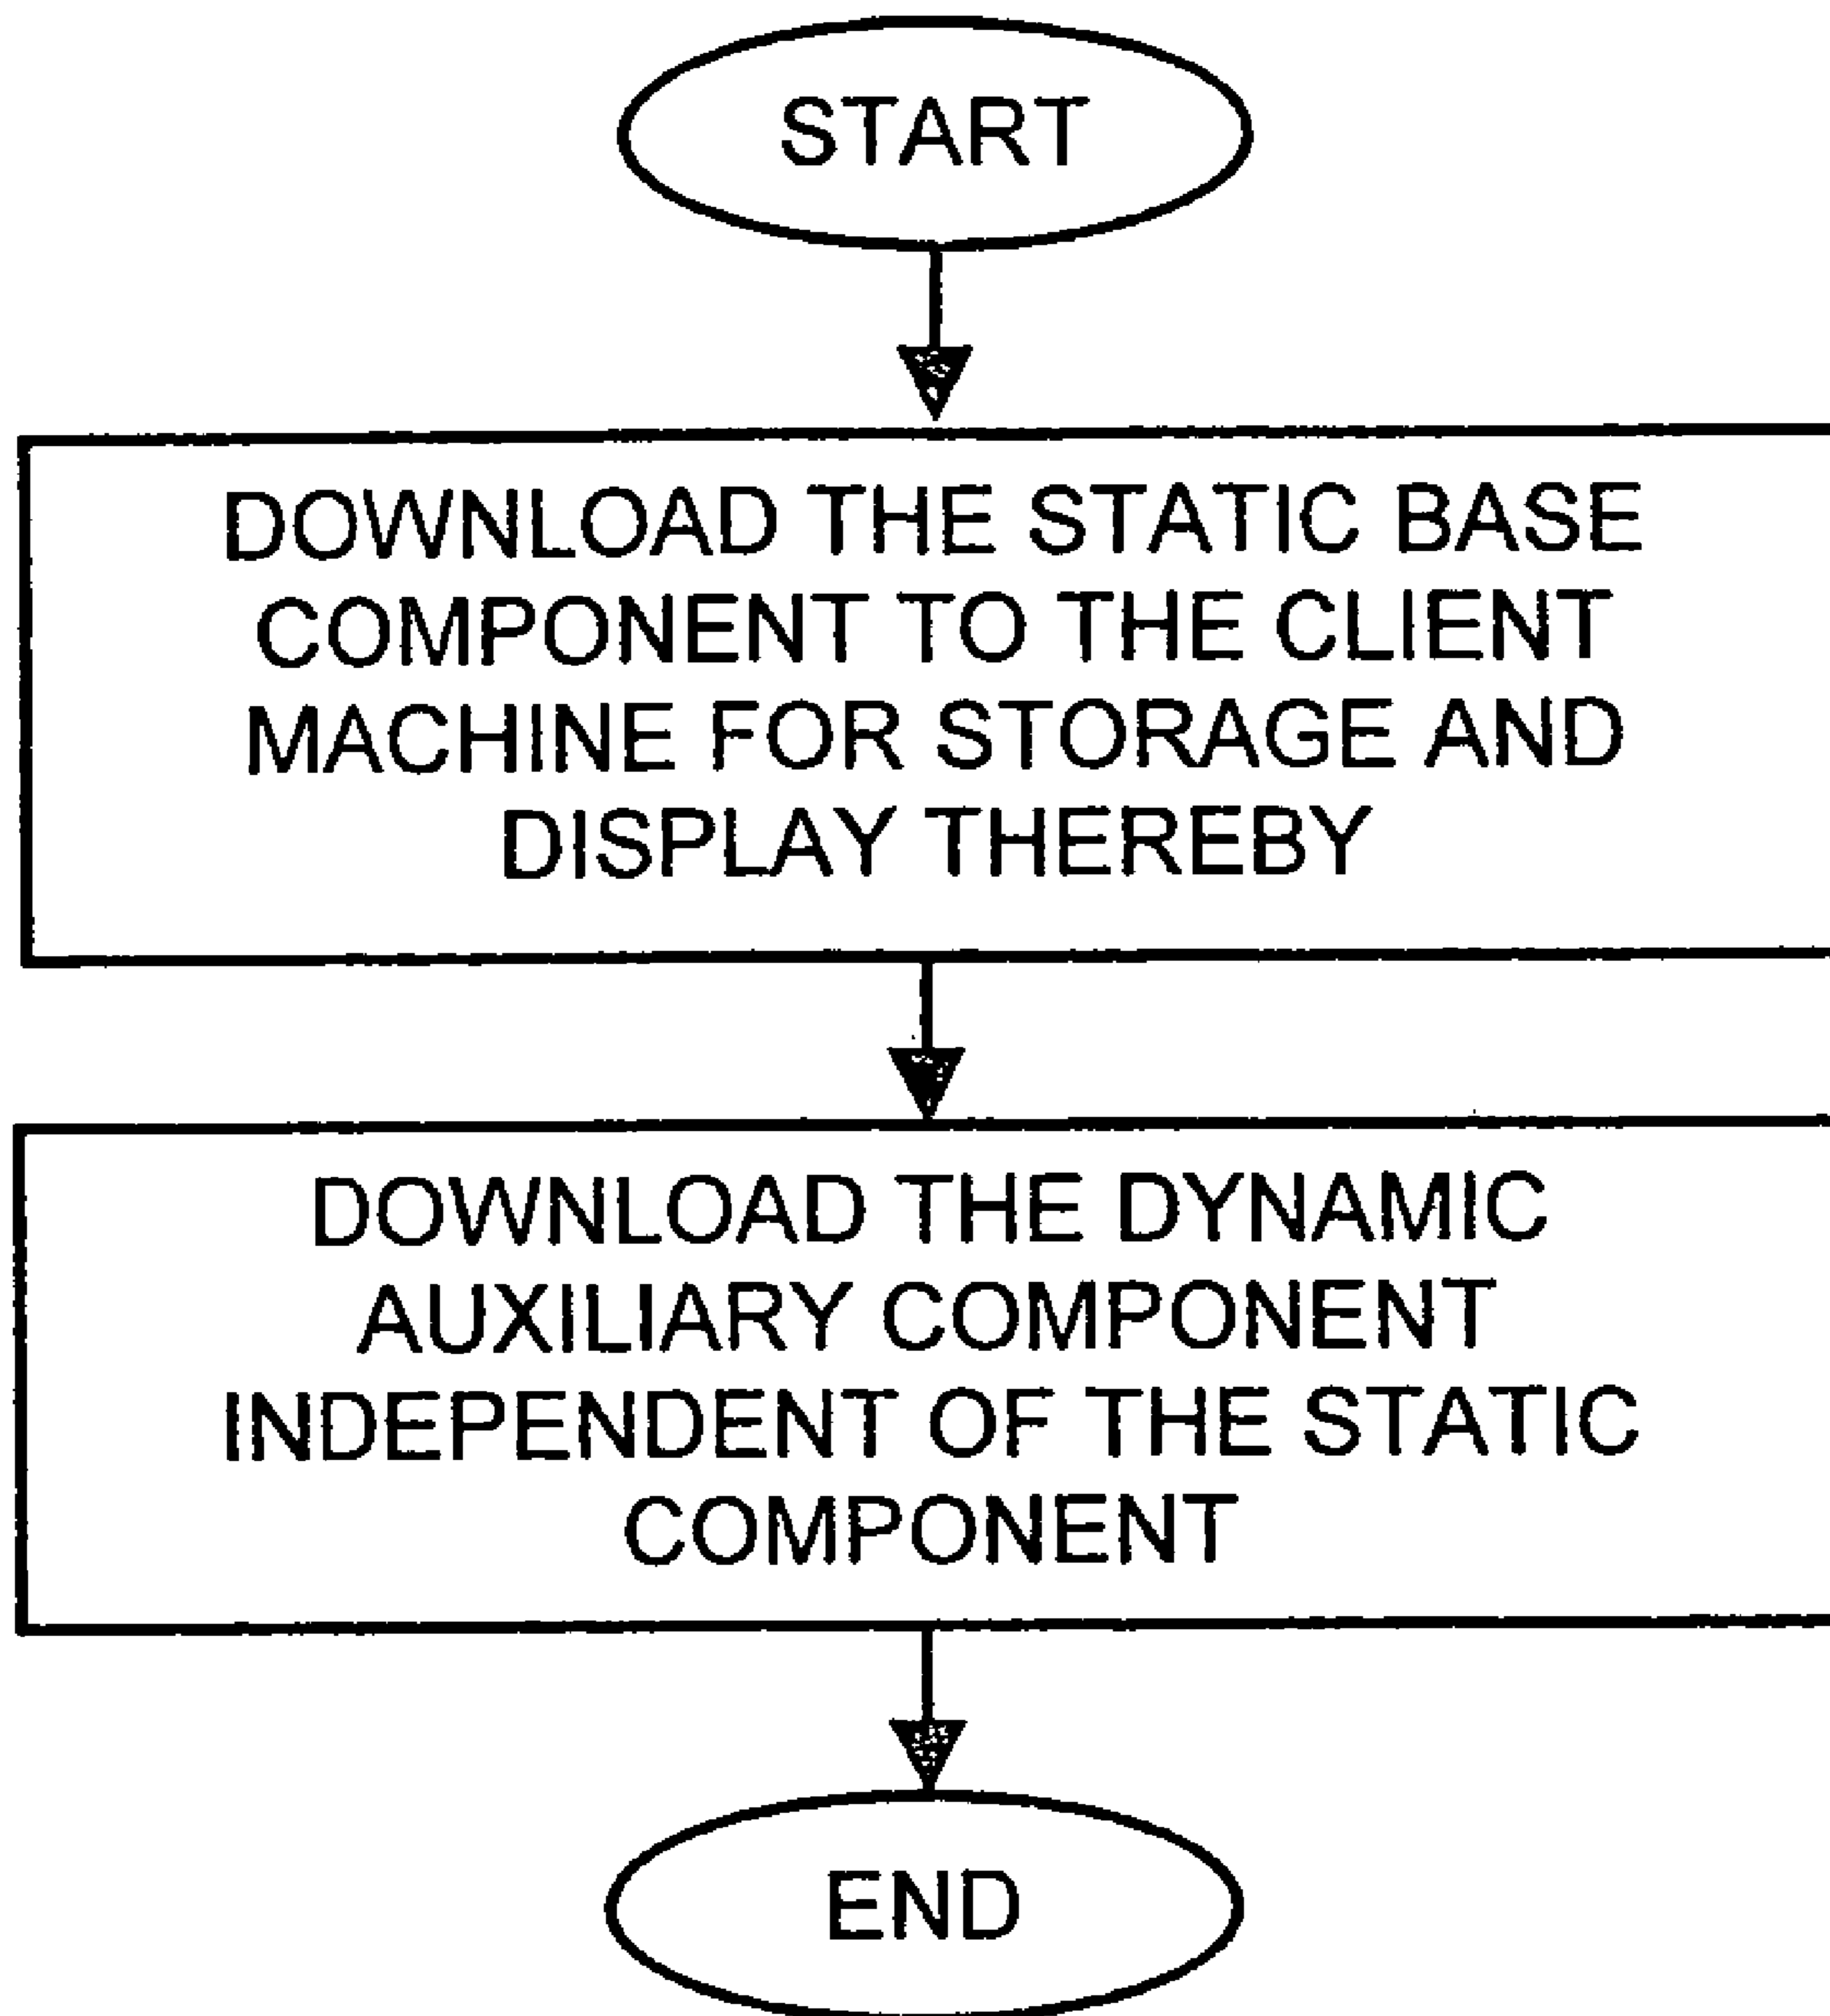 START
DOWNLOAD THE STATIC BASE
COMPONENT TO THE CLIENT
MACHINE FOR STORAGE AND
DISPLAY THEREBY
DOWNLOAD THE DYNAMIC
AUXILIARY COMPONENT
INDEPENDENT OF THE STATIC
COMPONENT
END